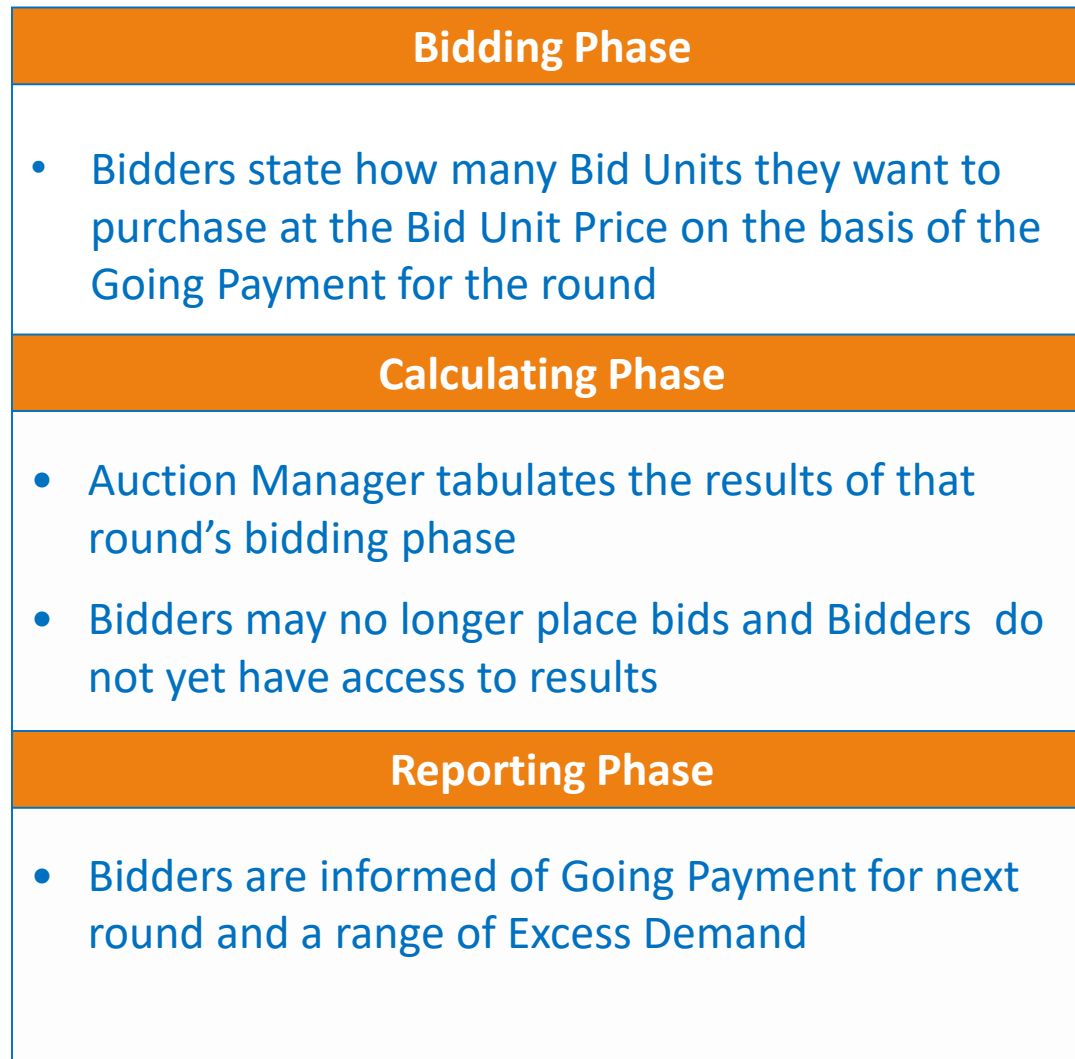 Bidding Phase
• Bidders state how many Bid Units they want to
purchase at the Bid Unit Price on the basis of the
Going Payment for the round
Calculating Phase
• Auction Manager tabulates the results of that
round’s bidding phase
• Bidders may no longer place bids and Bidders  do
not yet have access to results
Reporting Phase
• Bidders are informed of Going Payment for next
round and a range of Excess Demand